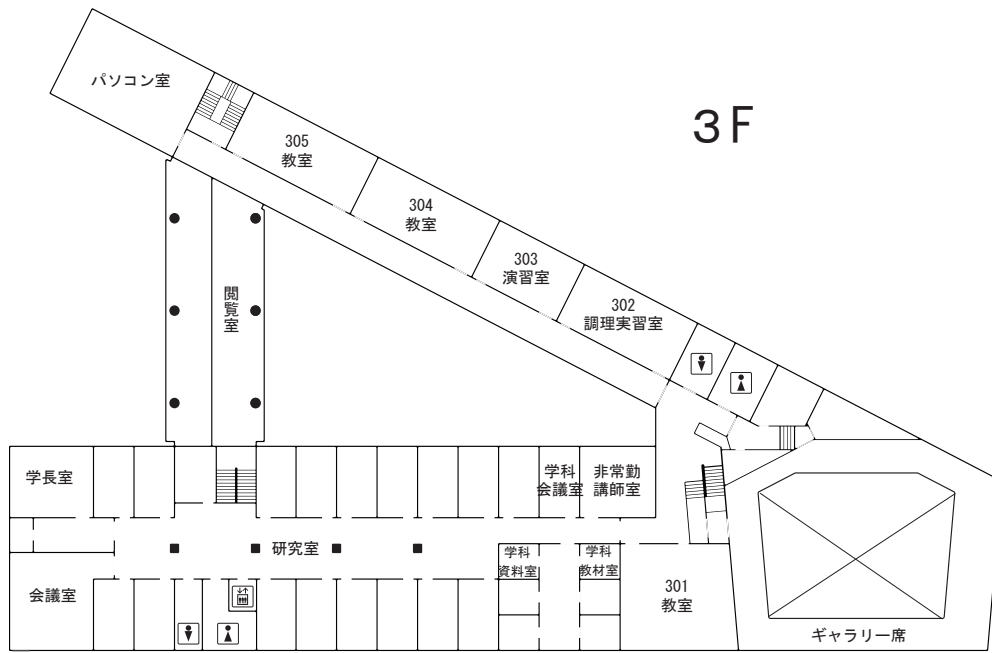 3F
パソコン室
305
教室
304
教室
303
演習室
302
調理実習室
閲覧室
学長室
学科
会議室
非常勤
講師室
研究室
学科
資料室
学科
教材室
会議室
301
教室
ギャラリー席